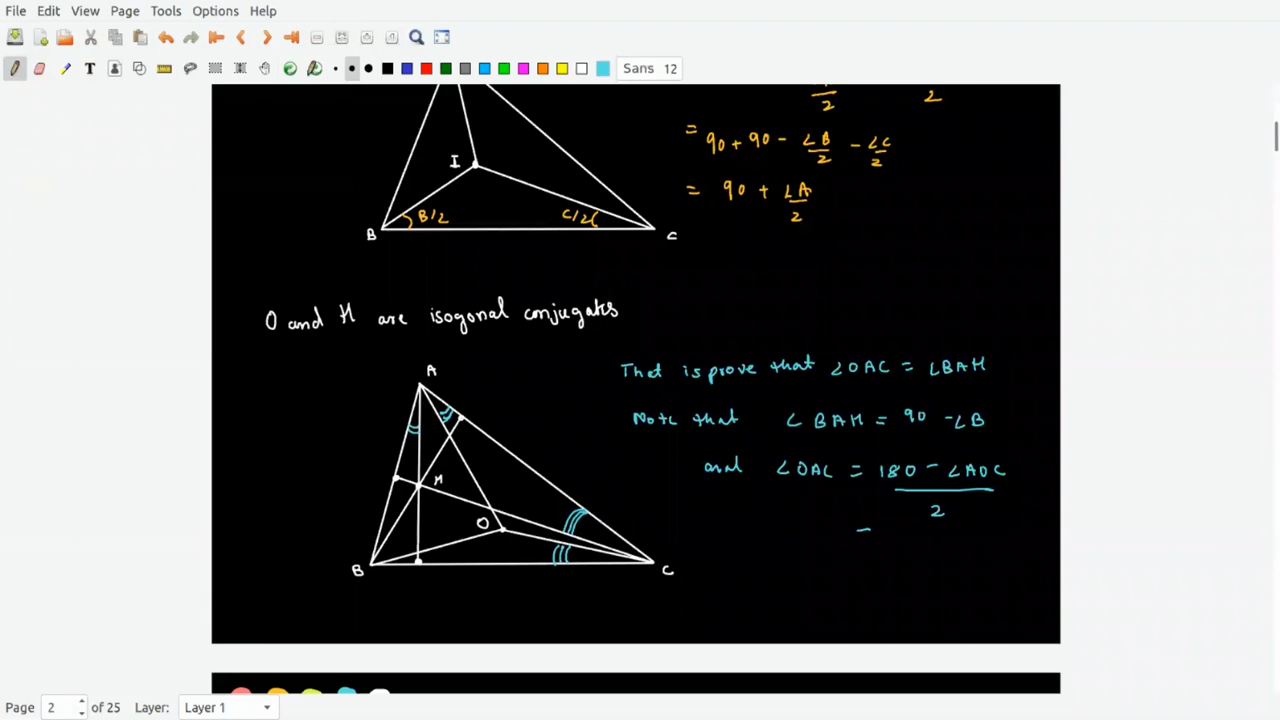 File Edit View Page Tools Options Help
Sans 12
2 2
= 90 + 90 - ∠B/2 - ∠C/2
= 90 + ∠A/2
I
B/2 C/2
B C
O and H are isogonal conjugates
A
That is prove that ∠OAC = ∠BAH
Note that ∠BAH = 90 - ∠B
and ∠OAC = 180 - ∠AOC
2
=
H
O
B C
Page 2 of 25 Layer: Layer 1